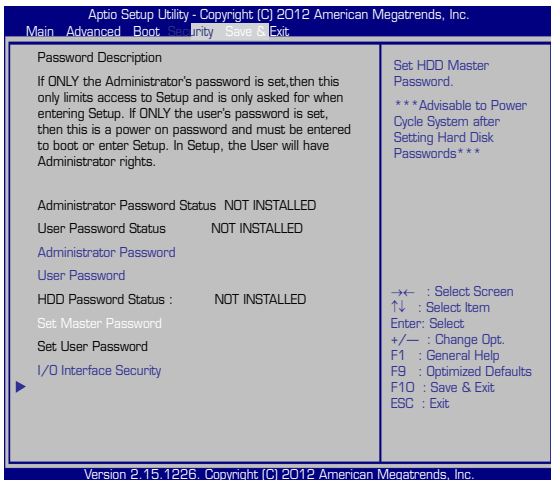 Aptio Setup Utility - Copyright (C) 2012 American Megatrends, Inc.
Main Advanced Boot Security Save & Exit
Password Description
If ONLY the Administrator's password is set,then this
only limits access to Setup and is only asked for when
entering Setup. If ONLY the user's password is set,
then this is a power on password and must be entered
to boot or enter Setup. In Setup, the User will have
Administrator rights.
Administrator Password Status NOT INSTALLED
User Password Status NOT INSTALLED
Administrator Password
User Password
HDD Password Status : NOT INSTALLED
Set Master Password
Set User Password
I/O Interface Security
Set HDD Master
Password.
***Advisable to Power
Cycle System after
Setting Hard Disk
Passwords***
→← : Select Screen
↑↓ : Select Item
Enter: Select
+/— : Change Opt.
F1 : General Help
F9 : Optimized Defaults
F10 : Save & Exit
ESC : Exit
Version 2.15.1226. Copyright (C) 2012 American Megatrends, Inc.